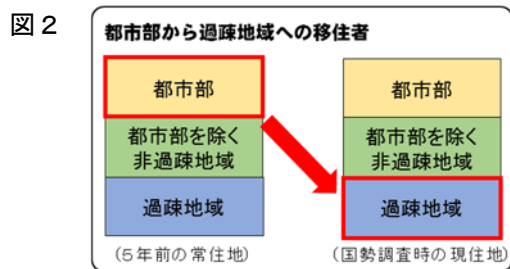 図2
都市部から過疎地域への移住者
都市部
都市部を除く
非過疎地域
過疎地域
(5年前の常住地)
都市部
都市部を除く
非過疎地域
過疎地域
(国勢調査時の現住地)